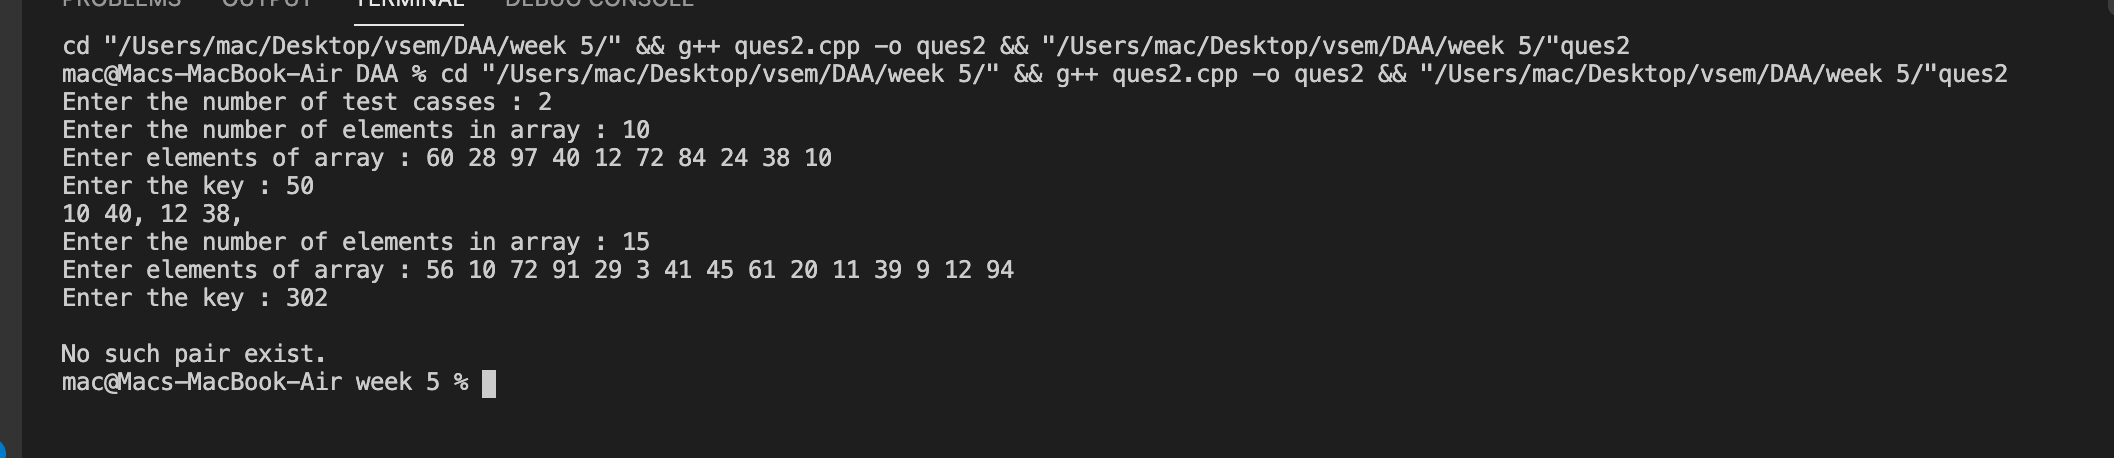 PROBLEMS OUTPUT TERMINAL DEBUG CONSOLE
cd "/Users/mac/Desktop/vsem/DAA/week 5/" && g++ ques2.cpp -o ques2 && "/Users/mac/Desktop/vsem/DAA/week 5/"ques2
mac@Macs-MacBook-Air DAA % cd "/Users/mac/Desktop/vsem/DAA/week 5/" && g++ ques2.cpp -o ques2 && "/Users/mac/Desktop/vsem/DAA/week 5/"ques2
Enter the number of test casses : 2
Enter the number of elements in array : 10
Enter elements of array : 60 28 97 40 12 72 84 24 38 10
Enter the key : 50
10 40, 12 38,
Enter the number of elements in array : 15
Enter elements of array : 56 10 72 91 29 3 41 45 61 20 11 39 9 12 94
Enter the key : 302
No such pair exist.
mac@Macs-MacBook-Air week 5 %